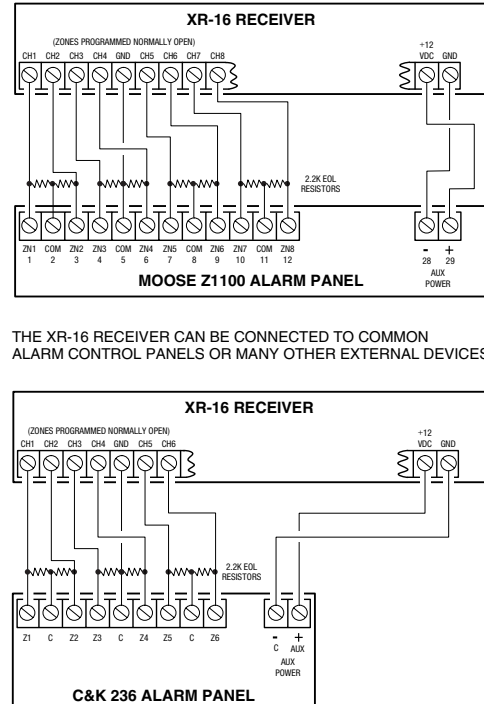 XR-16 RECEIVER
(ZONES PROGRAMMED NORMALLY OPEN)
+12
CH1 CH2 CH3 CH4 GND CH5 CH6 CH7 CH8 VDC GND
2.2K EOL
RESISTORS
ZN1 COM ZN2 ZN3 COM ZN4 ZN5 COM ZN6 ZN7 COM ZN8 - +
1 2 3 4 5 6 7 8 9 10 11 12 28 29
AUX
POWER
MOOSE Z1100 ALARM PANEL
THE XR-16 RECEIVER CAN BE CONNECTED TO COMMON
ALARM CONTROL PANELS OR MANY OTHER EXTERNAL DEVICES
XR-16 RECEIVER
(ZONES PROGRAMMED NORMALLY OPEN)
+12
CH1 CH2 CH3 CH4 GND CH5 CH6 VDC GND
2.2K EOL
RESISTORS
Z1 C Z2 Z3 C Z4 Z5 C Z6 - +
C AUX
AUX
POWER
C&K 236 ALARM PANEL